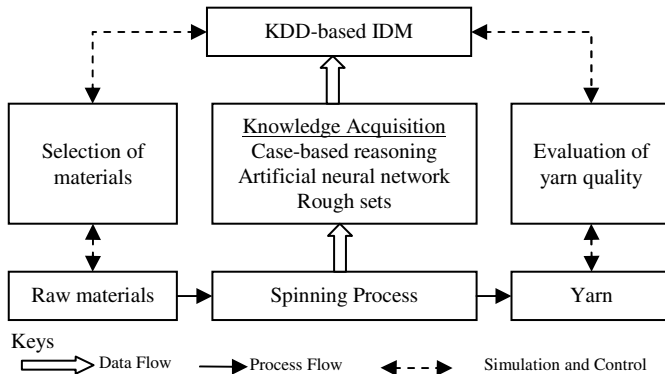 KDD-based IDM
Selection of
materials
Knowledge Acquisition
Case-based reasoning
Artificial neural network
Rough sets
Evaluation of
yarn quality
Raw materials
Spinning Process
Yarn
Keys
Data Flow
Process Flow
Simulation and Control